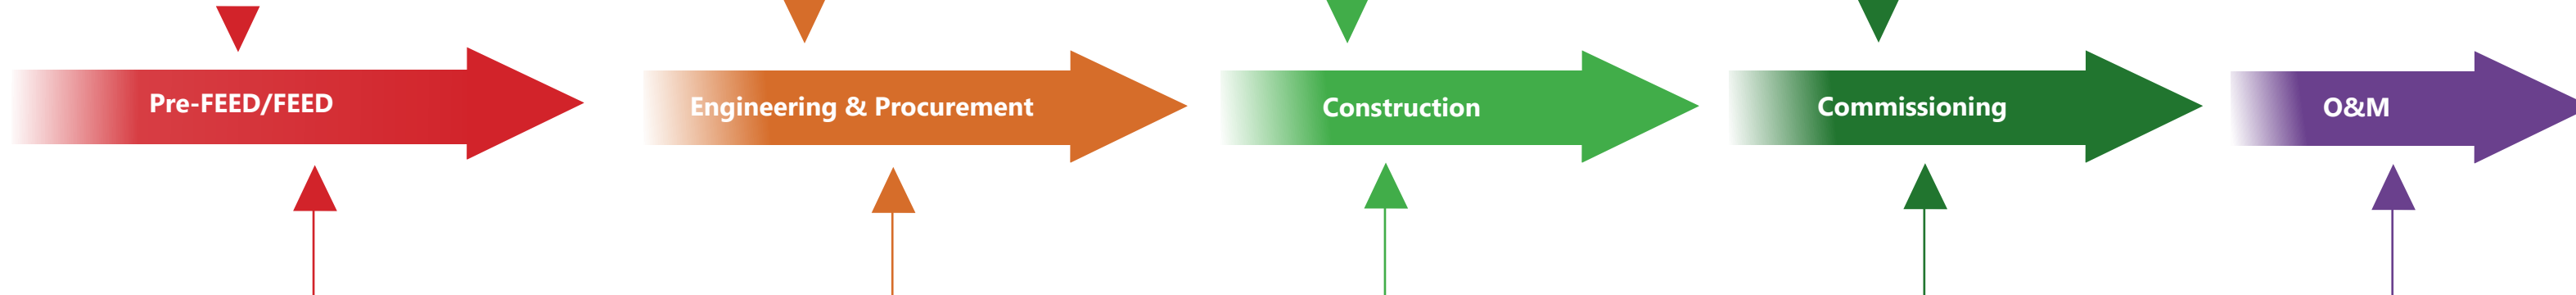 Pre-FEED/FEED
Engineering & Procurement
Construction
Commissioning
O&M